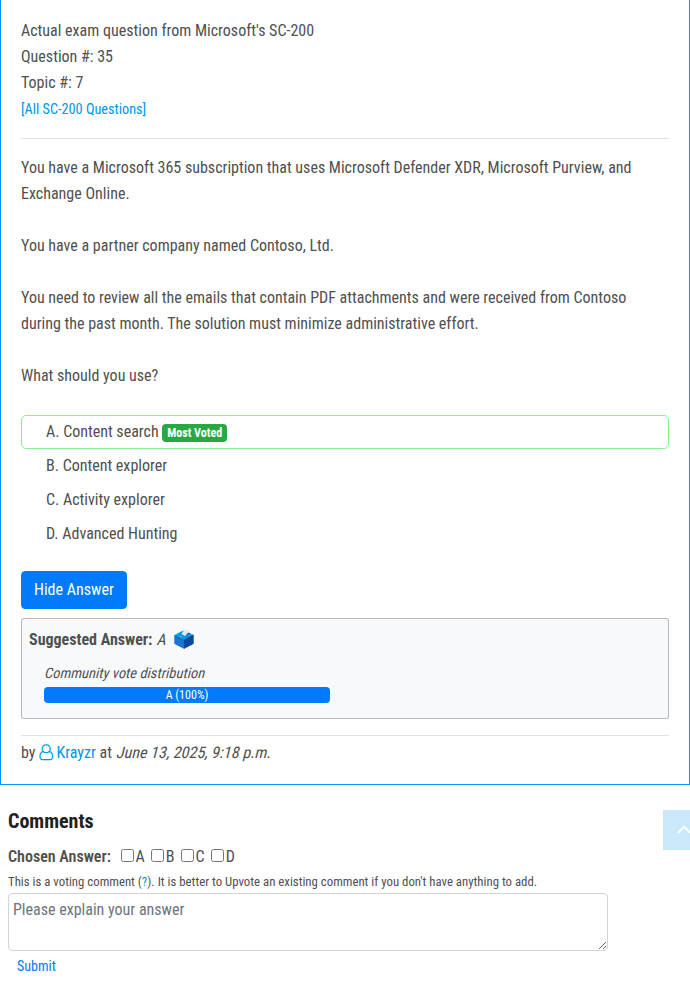 Actual exam question from Microsoft's SC-200
Question #: 35
Topic #: 7
[All SC-200 Questions]
You have a Microsoft 365 subscription that uses Microsoft Defender XDR, Microsoft Purview, and
Exchange Online.
You have a partner company named Contoso, Ltd.
You need to review all the emails that contain PDF attachments and were received from Contoso
during the past month. The solution must minimize administrative effort.
What should you use?
A. Content search Most Voted
B. Content explorer
C. Activity explorer
D. Advanced Hunting
Hide Answer
Suggested Answer: A
Community vote distribution
A (100%)
by Krayzr at June 13, 2025, 9:18 p.m.
Comments
Chosen Answer: A B C D
This is a voting comment (?). It is better to Upvote an existing comment if you don't have anything to add.
Please explain your answer
Submit